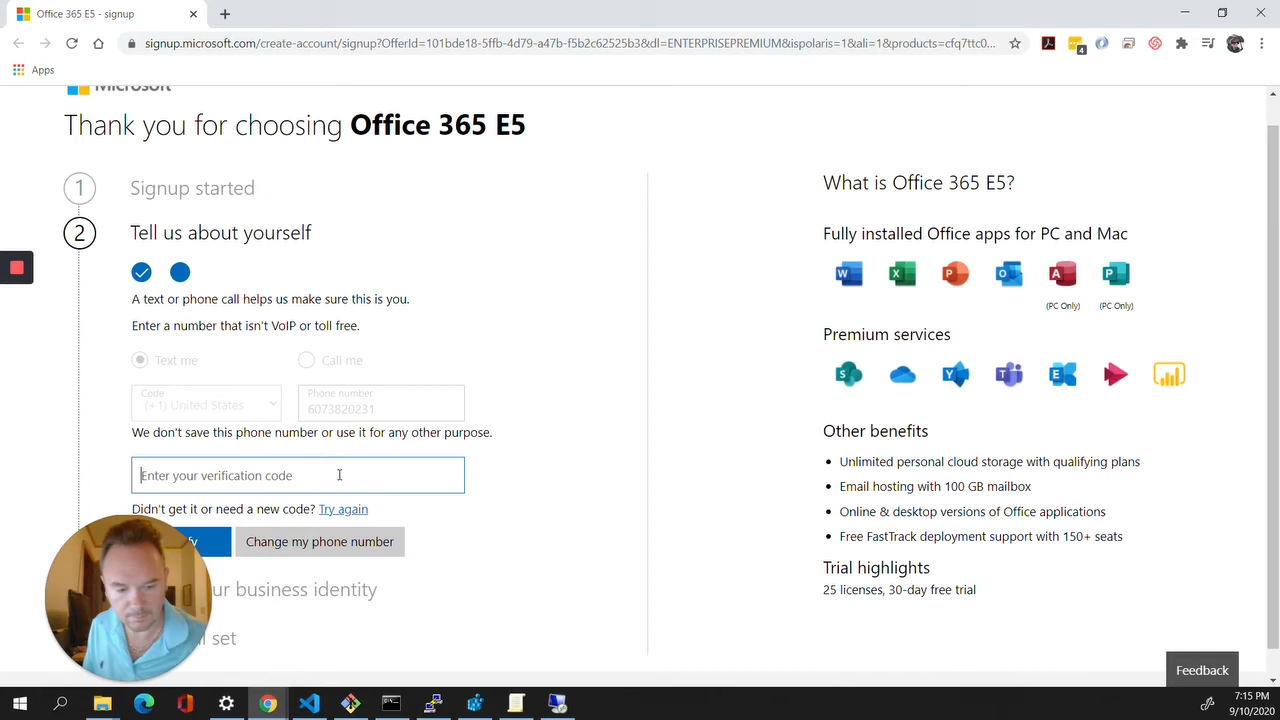 Office 365 E5 - signup
signup.microsoft.com/create-account/signup?OfferId=101bde18-5ffb-4d79-a47b-f5b2c62525b3&dl=ENTERPRISEPREMIUM&ispolaris=1&ali=1&products=cfq7ttc0...
4
Apps
Microsoft
Thank you for choosing Office 365 E5
1 Signup started
2 Tell us about yourself
A text or phone call helps us make sure this is you.
Enter a number that isn't VoIP or toll free.
Text me Call me
Code Phone number
(+1) United States 6073820231
We don't save this phone number or use it for any other purpose.
Enter your verification code
Didn't get it or need a new code? Try again
fy Change my phone number
ur business identity
ll set
What is Office 365 E5?
Fully installed Office apps for PC and Mac
W X P O A P
(PC Only) (PC Only)
Premium services
S Y T E
Other benefits
Unlimited personal cloud storage with qualifying plans
Email hosting with 100 GB mailbox
Online & desktop versions of Office applications
Free FastTrack deployment support with 150+ seats
Trial highlights
25 licenses, 30-day free trial
Feedback
7:15 PM
9/10/2020